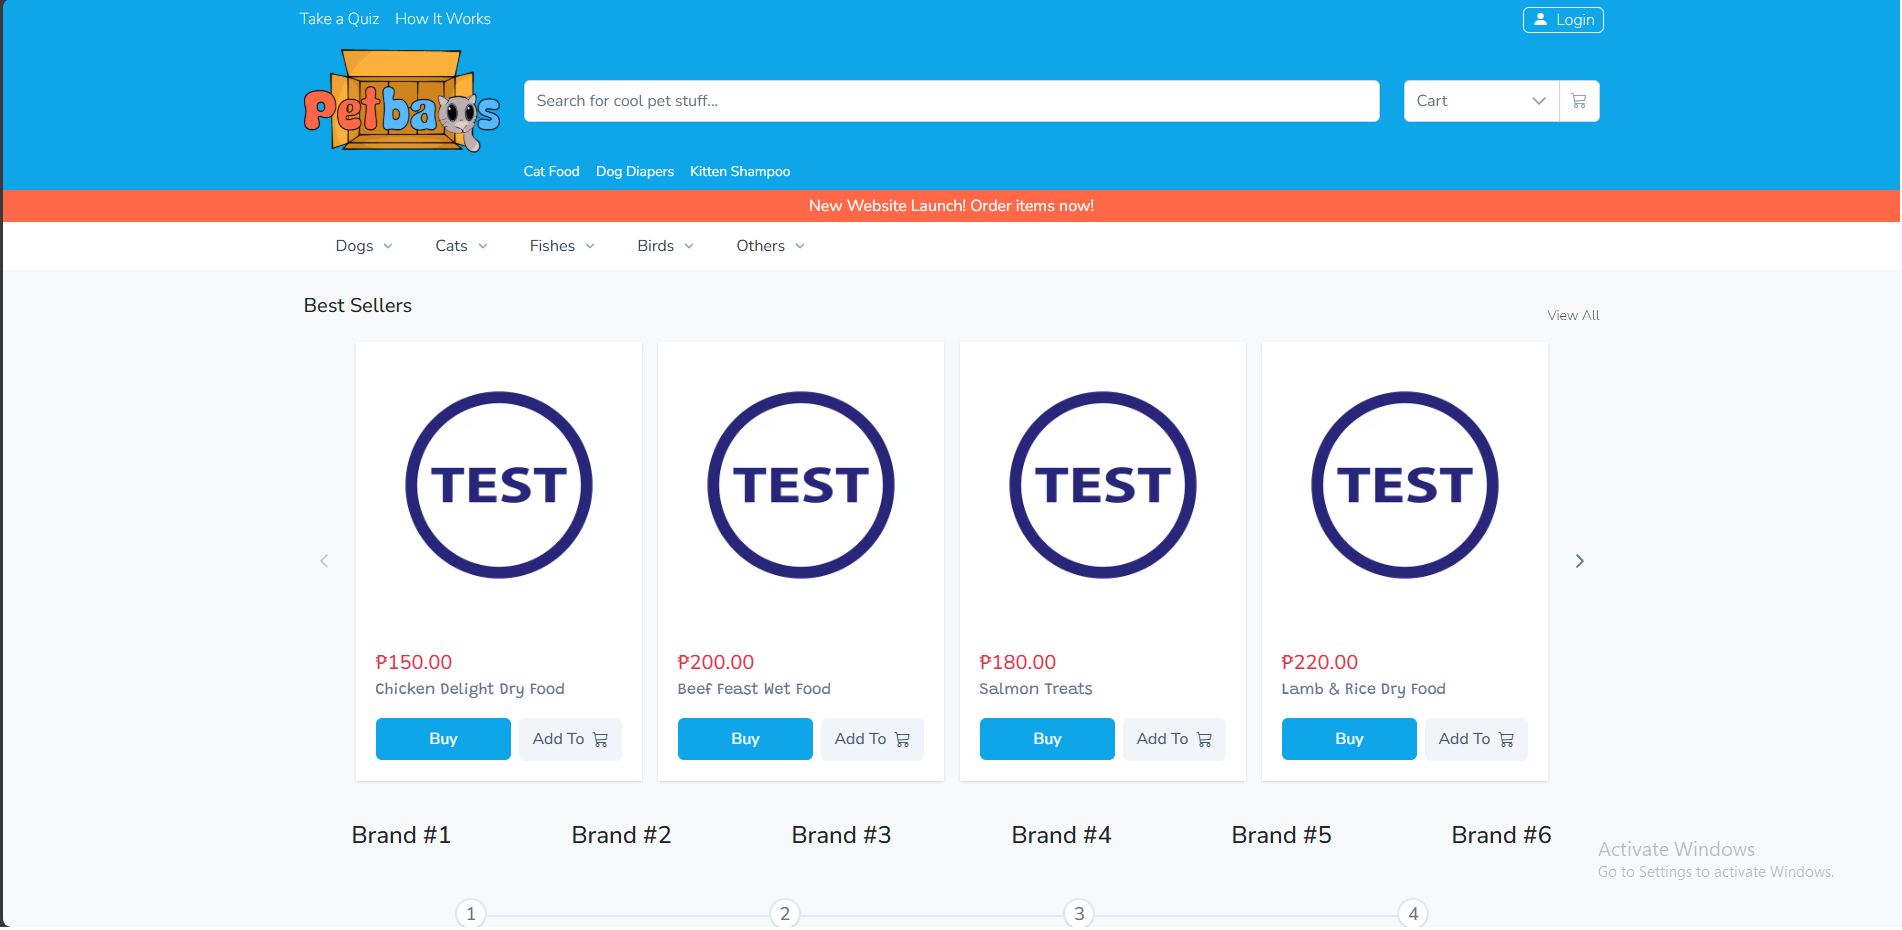 Take a Quiz How It Works Login
Petbaws
Search for cool pet stuff...
Cart
Cat Food Dog Diapers Kitten Shampoo
New Website Launch! Order items now!
Dogs Cats Fishes Birds Others
Best Sellers
View All
TEST TEST TEST TEST
₱150.00 ₱200.00 ₱180.00 ₱220.00
Chicken Delight Dry Food Beef Feast Wet Food Salmon Treats Lamb & Rice Dry Food
Buy Add To Buy Add To Buy Add To Buy Add To
Brand #1 Brand #2 Brand #3 Brand #4 Brand #5 Brand #6
Activate Windows
Go to Settings to activate Windows.
1 2 3 4